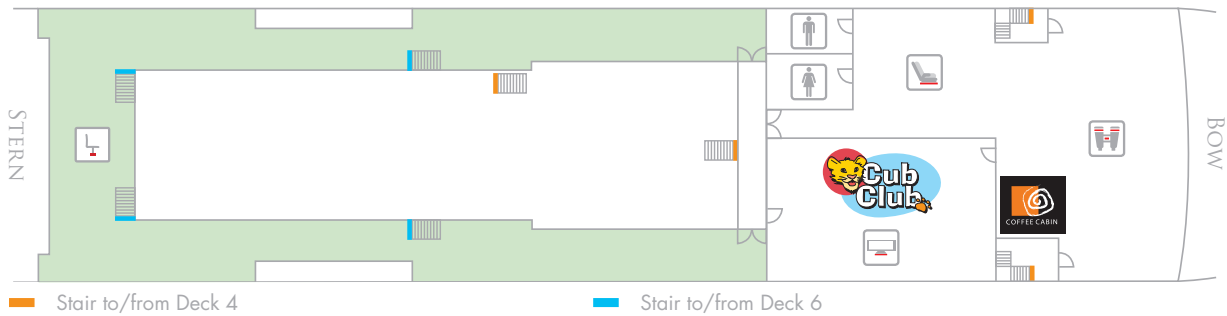 STERN
Cub
Club
COFFEE CABIN
BOW
Stair to/from Deck 4
Stair to/from Deck 6